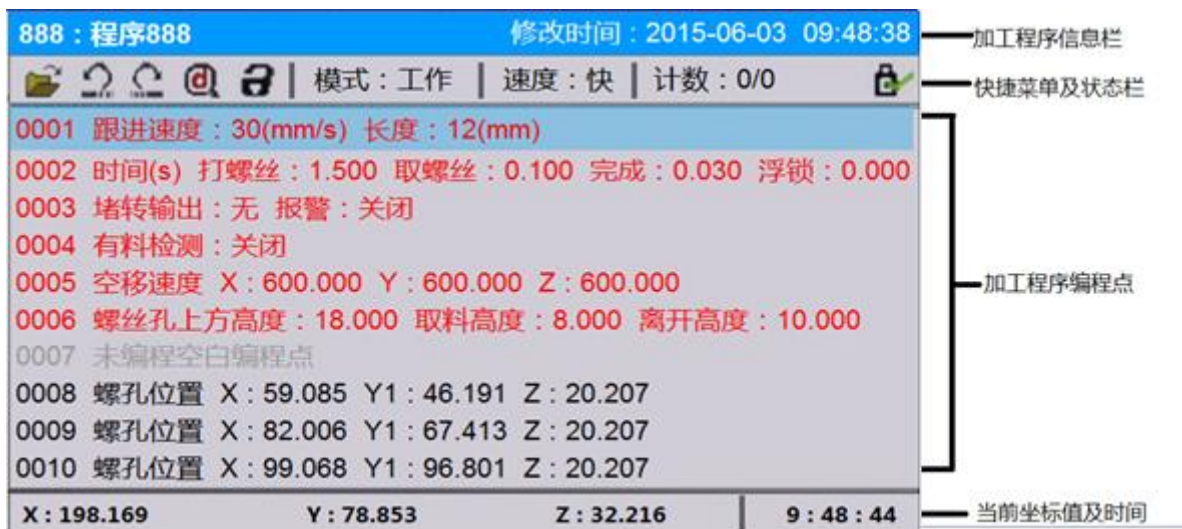 888：程序888 修改时间：2015-06-03 09:48:38 加工程序信息栏
模式：工作 速度：快 计数：0/0 快捷菜单及状态栏
0001 跟进速度：30(mm/s) 长度：12(mm)
0002 时间(s) 打螺丝：1.500 取螺丝：0.100 完成：0.030 浮锁：0.000
0003 堵转输出：无 报警：关闭
0004 有料检测：关闭
0005 空移速度 X：600.000 Y：600.000 Z：600.000 加工程序编程点
0006 螺丝孔上方高度：18.000 取料高度：8.000 离开高度：10.000
0007 未编程空白编程点
0008 螺孔位置 X：59.085 Y1：46.191 Z：20.207
0009 螺孔位置 X：82.006 Y1：67.413 Z：20.207
0010 螺孔位置 X：99.068 Y1：96.801 Z：20.207
X：198.169 Y：78.853 Z：32.216 9：48：44 当前坐标值及时间